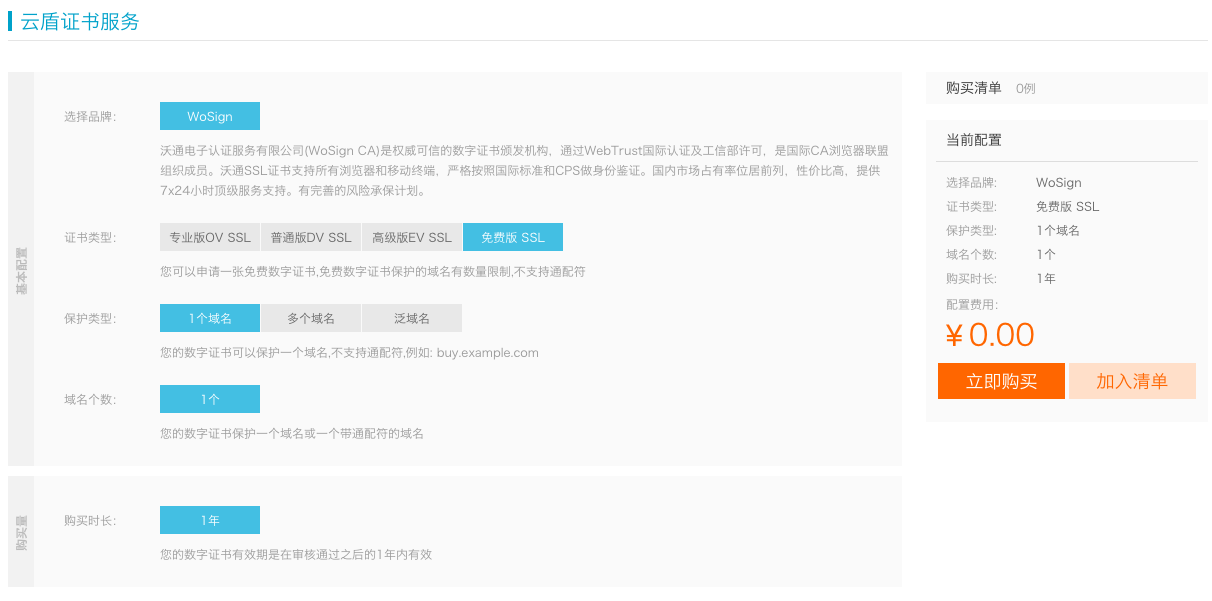 云盾证书服务
基本配置
选择品牌:
WoSign
沃通电子认证服务有限公司(WoSign CA)是权威可信的数字证书颁发机构，通过WebTrust国际认证及工信部许可，是国际CA浏览器联盟
组织成员。沃通SSL证书支持所有浏览器和移动终端，严格按照国际标准和CPS做身份鉴证。国内市场占有率位居前列，性价比高，提供
7x24小时顶级服务支持。有完善的风险承保计划。
证书类型:
专业版OV SSL 普通版DV SSL 高级版EV SSL 免费版 SSL
您可以申请一张免费数字证书,免费数字证书保护的域名有数量限制,不支持通配符
保护类型:
1个域名 多个域名 泛域名
您的数字证书可以保护一个域名,不支持通配符,例如: buy.example.com
域名个数:
1个
您的数字证书保护一个域名或一个带通配符的域名
购买量
购买时长:
1年
您的数字证书有效期是在审核通过之后的1年内有效
购买清单 0例
当前配置
选择品牌: WoSign
证书类型: 免费版 SSL
保护类型: 1个域名
域名个数: 1个
购买时长: 1年
配置费用:
¥0.00
立即购买 加入清单